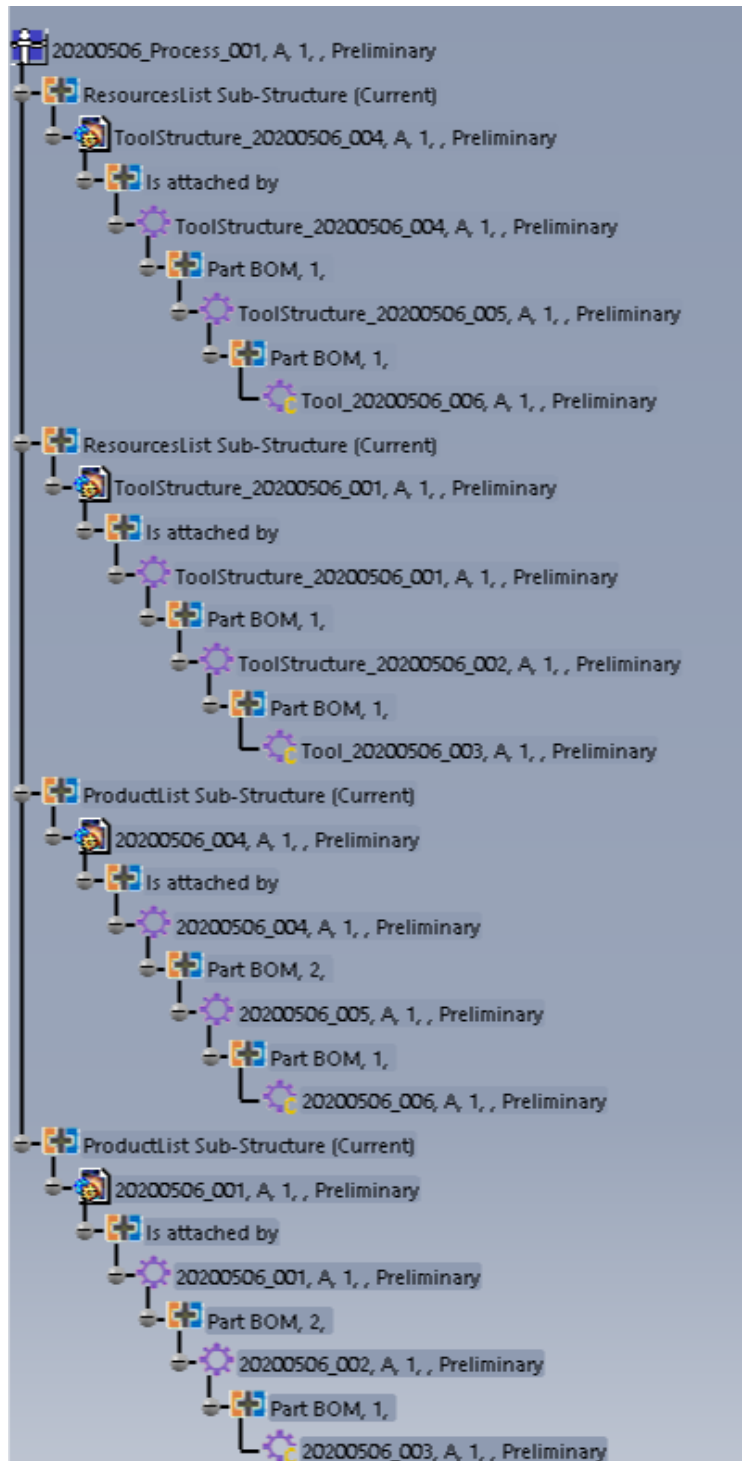 20200506_Process_001, A, 1, , Preliminary
ResourcesList Sub-Structure (Current)
ToolStructure_20200506_004, A, 1, , Preliminary
Is attached by
ToolStructure_20200506_004, A, 1, , Preliminary
Part BOM, 1,
ToolStructure_20200506_005, A, 1, , Preliminary
Part BOM, 1,
Tool_20200506_006, A, 1, , Preliminary
ResourcesList Sub-Structure (Current)
ToolStructure_20200506_001, A, 1, , Preliminary
Is attached by
ToolStructure_20200506_001, A, 1, , Preliminary
Part BOM, 1,
ToolStructure_20200506_002, A, 1, , Preliminary
Part BOM, 1,
Tool_20200506_003, A, 1, , Preliminary
ProductList Sub-Structure (Current)
20200506_004, A, 1, , Preliminary
Is attached by
20200506_004, A, 1, , Preliminary
Part BOM, 2,
20200506_005, A, 1, , Preliminary
Part BOM, 1,
20200506_006, A, 1, , Preliminary
ProductList Sub-Structure (Current)
20200506_001, A, 1, , Preliminary
Is attached by
20200506_001, A, 1, , Preliminary
Part BOM, 2,
20200506_002, A, 1, , Preliminary
Part BOM, 1,
20200506_003, A, 1, , Preliminary